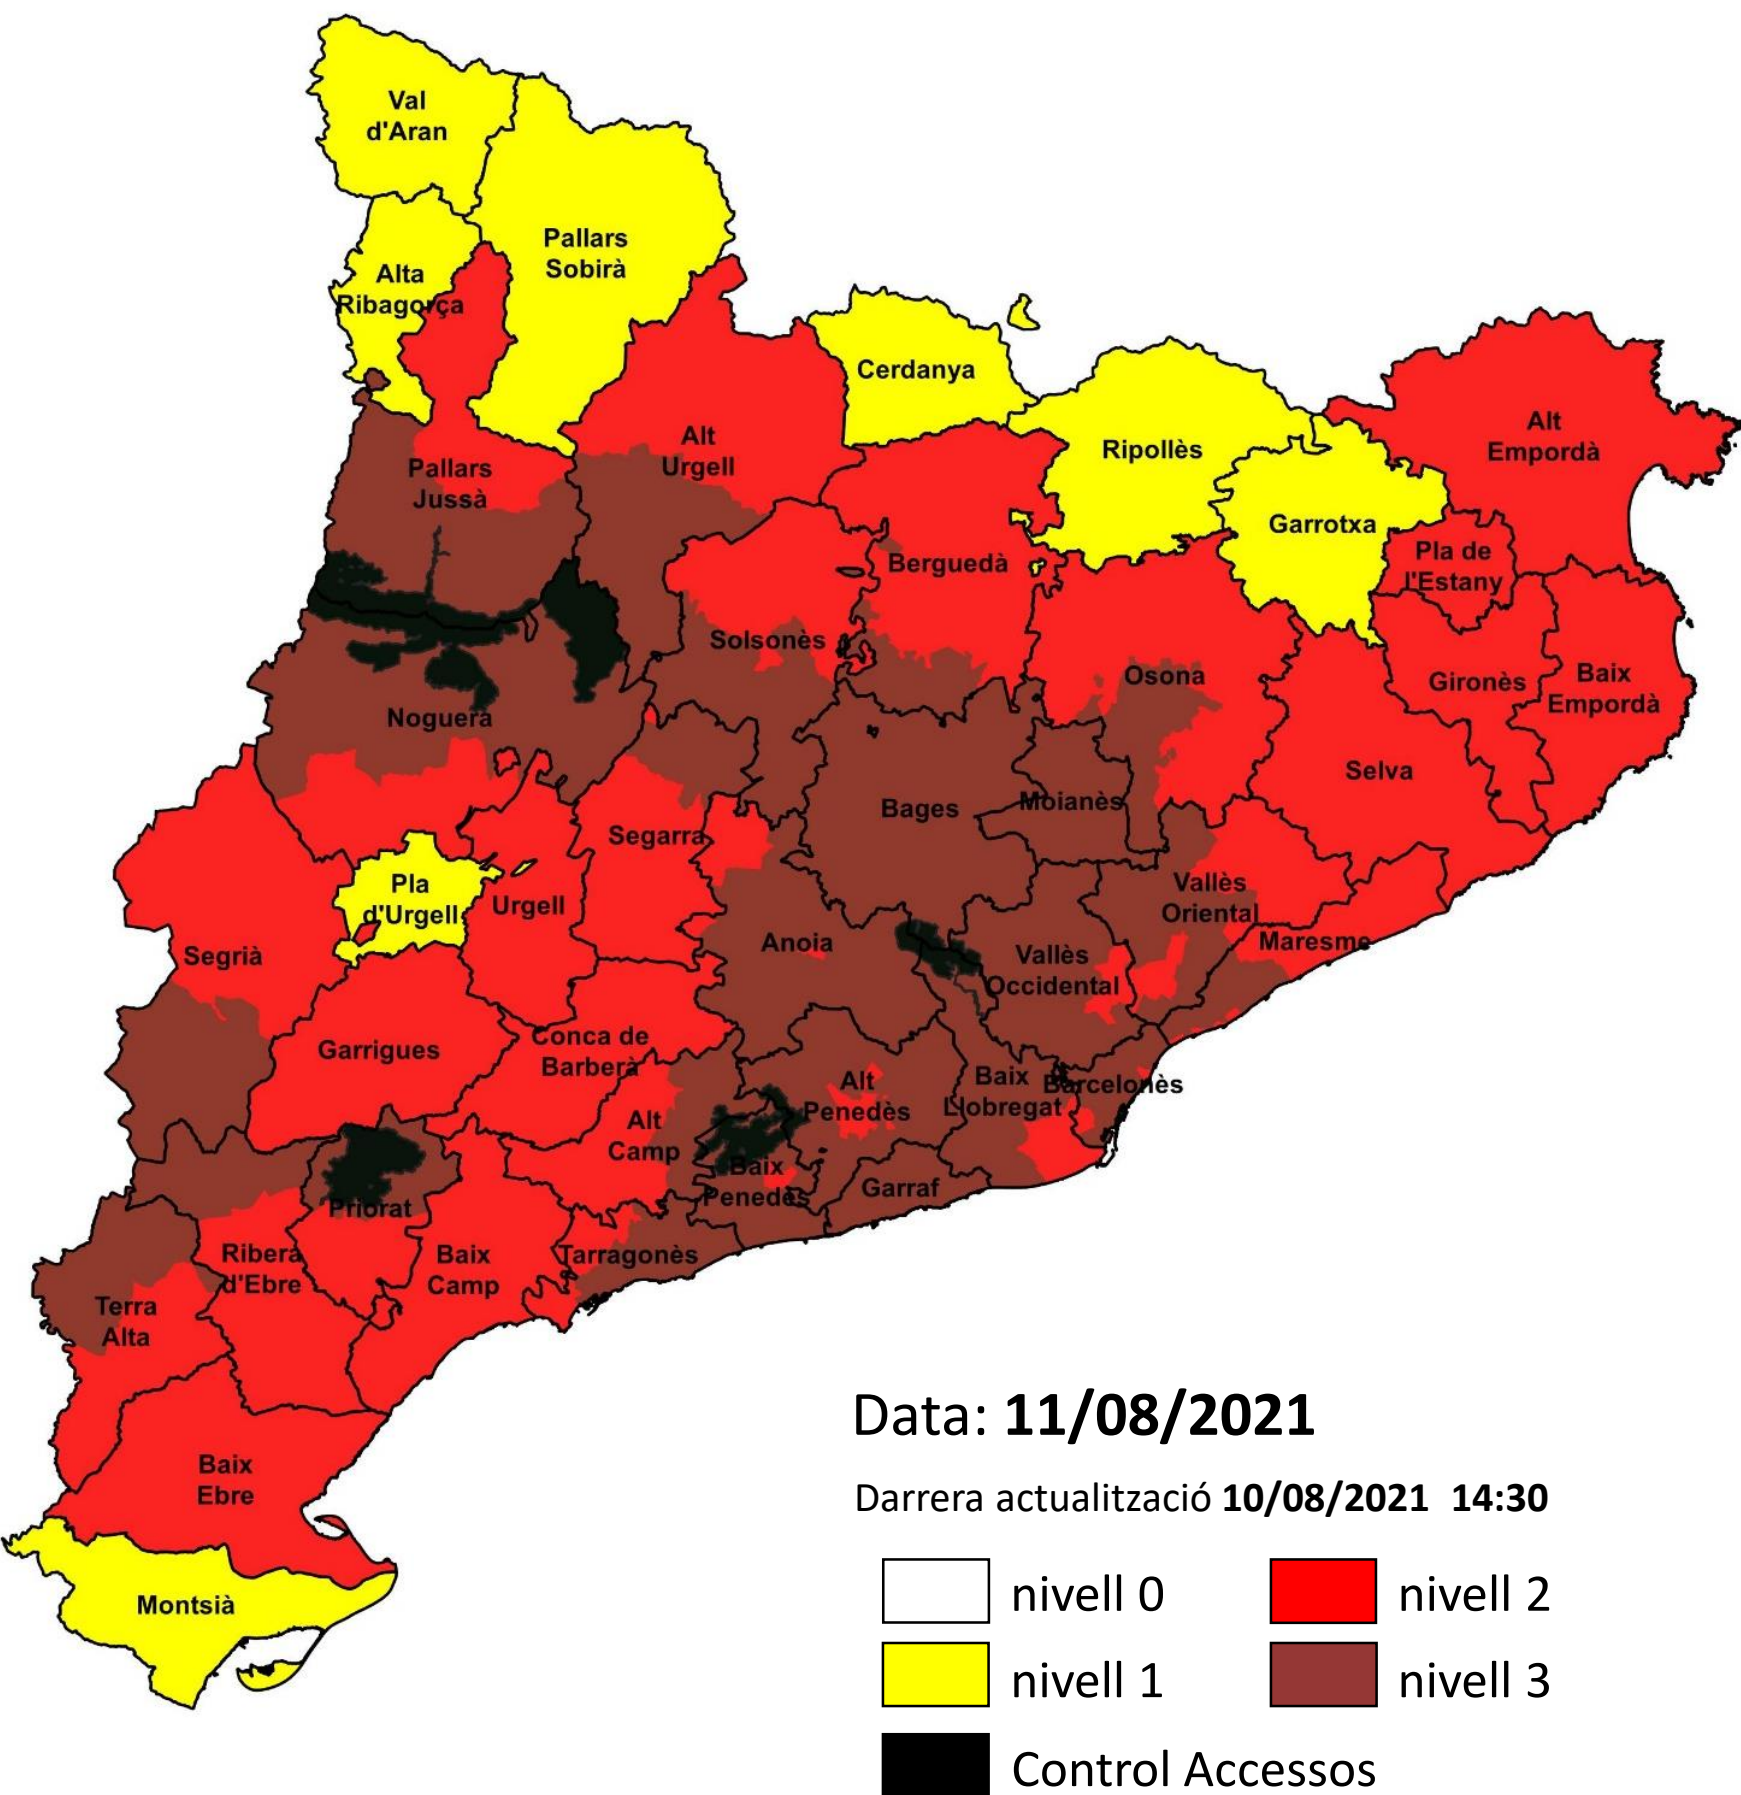 Val
d'Aran
Pallars
Sobirà
Alta
Ribagorça
Cerdanya
Ripollès
Alt
Empordà
Alt
Urgell
Pallars
Jussà
Garrotxa
Pla de
l'Estany
Berguedà
Solsonès
Osona
Gironès
Baix
Empordà
Noguera
Selva
Bages
Moianès
Segarra
Pla
d'Urgell
Urgell
Vallès
Oriental
Anoia
Maresme
Segrià
Vallès
Occidental
Garrigues
Conca de
Barberà
Alt
Penedès
Baix
Llobregat
Barcelonès
Alt
Camp
Baix
Penedès
Garraf
Priorat
Ribera
d'Ebre
Baix
Camp
Tarragonès
Terra
Alta
Baix
Ebre
Montsià
Data: 11/08/2021
Darrera actualització 10/08/2021 14:30
nivell 0
nivell 2
nivell 1
nivell 3
Control Accessos